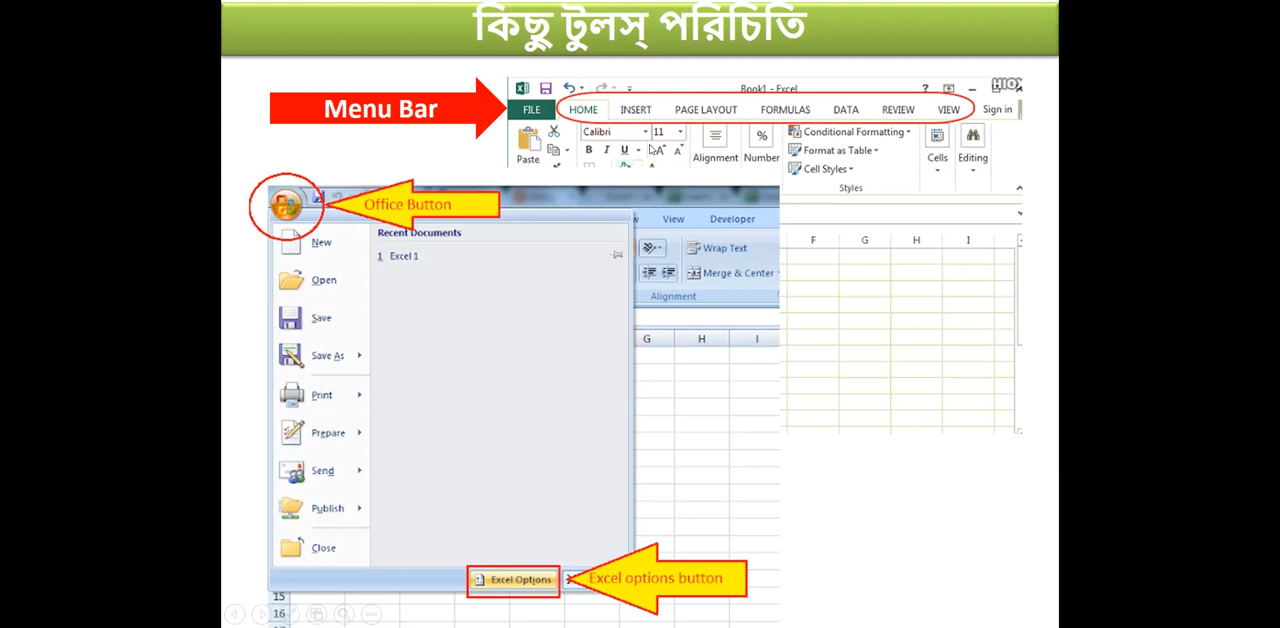 কিছু টুলস্ পরিচিতি
Menu Bar
Book1 - Excel
?
HIOX
FILE HOME INSERT PAGE LAYOUT FORMULAS DATA REVIEW VIEW Sign in
Calibri 11
Paste
B I U A A
Alignment
%
Number
Conditional Formatting
Format as Table
Cell Styles
Styles
Cells
Editing
F G H I
Office Button
View Developer
Wrap Text
Merge & Center
Alignment
G H I
Recent Documents
1 Excel 1
New
Open
Save
Save As
Print
Prepare
Send
Publish
Close
Excel Options
Excel options button
15
16